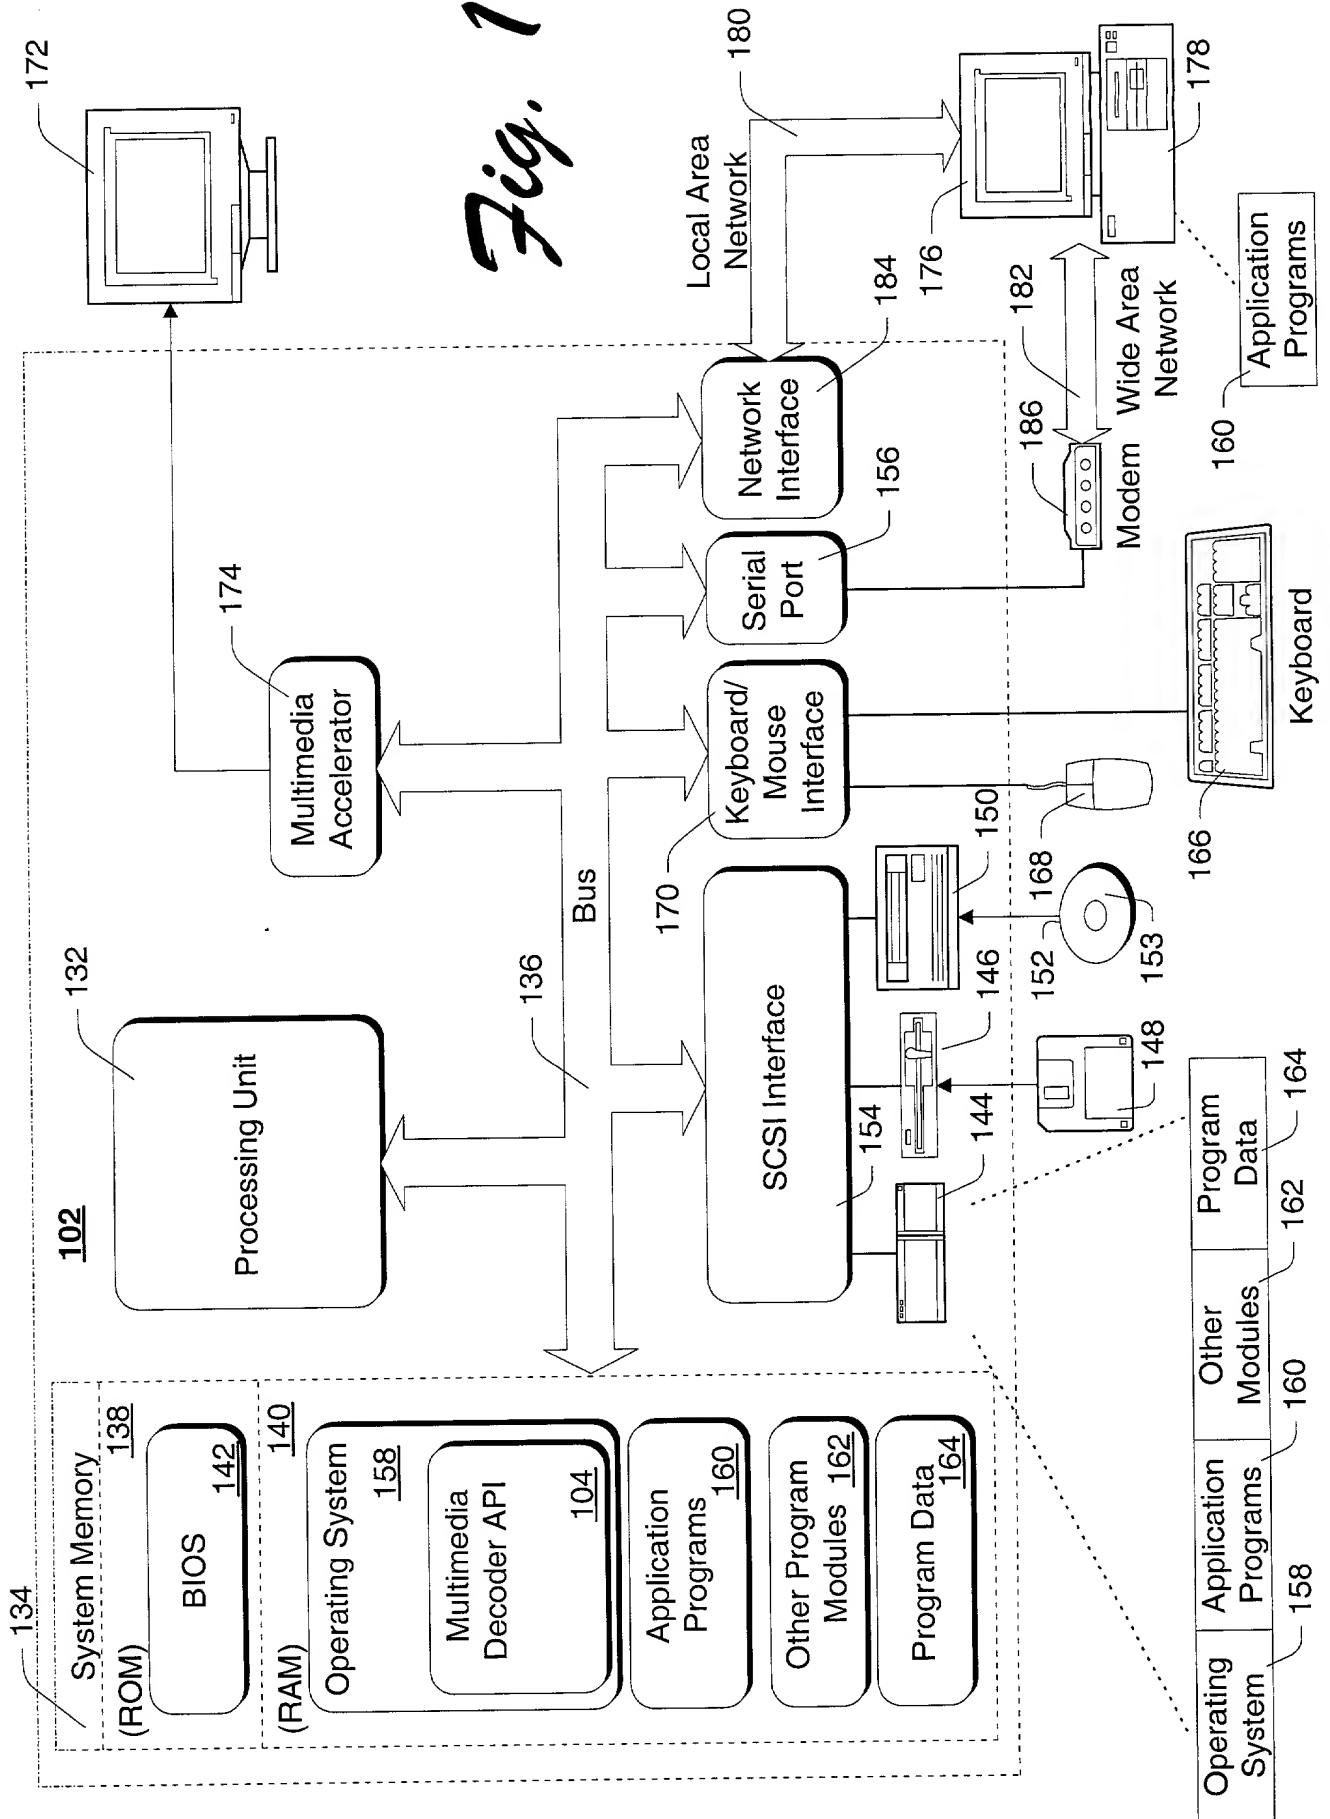 134
System Memory
(ROM) 138
BIOS
142
(RAM) 140
Operating System
158
Multimedia
Decoder API
104
Application
Programs
160
Other Program
Modules
162
Program Data
164
102
132
Processing Unit
136
Bus
174
Multimedia
Accelerator
172
Fig. 1
SCSI Interface
154
170
Keyboard/
Mouse
Interface
Serial
Port
156
Network
Interface
184
Local Area
Network
180
144
146
150
148
152
153
168
166
Keyboard
186
Modem
182
Wide Area
Network
176
178
160
Application
Programs
Operating
System
158
Application
Programs
160
Other
Modules
162
Program
Data
164